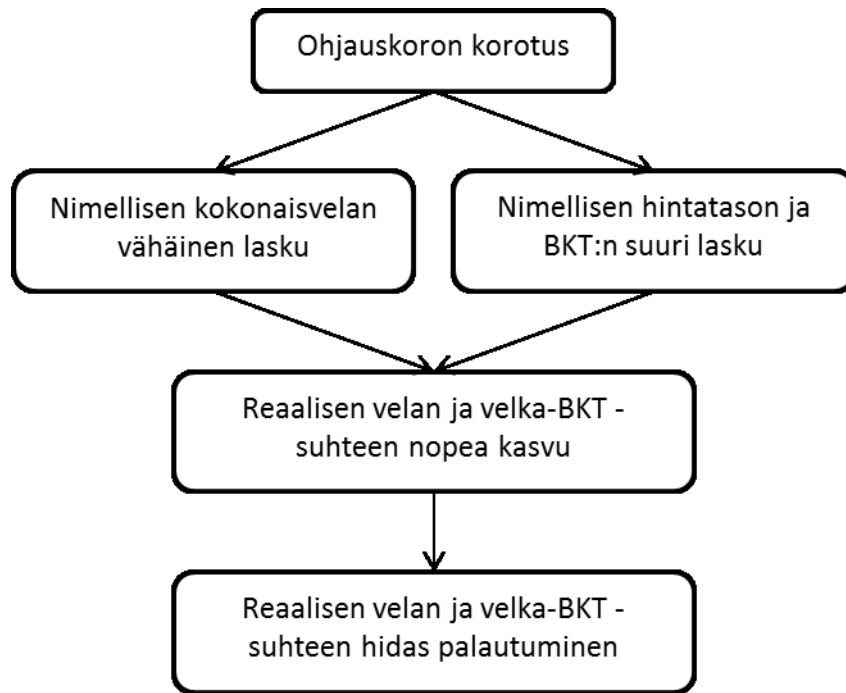 Ohjauskoron korotus
Nimellisen kokonaisvelan
vähäinen lasku
Nimellisen hintatason ja
BKT:n suuri lasku
Reaalisen velan ja velka-BKT -
suhteen nopea kasvu
Reaalisen velan ja velka-BKT -
suhteen hidas palautuminen